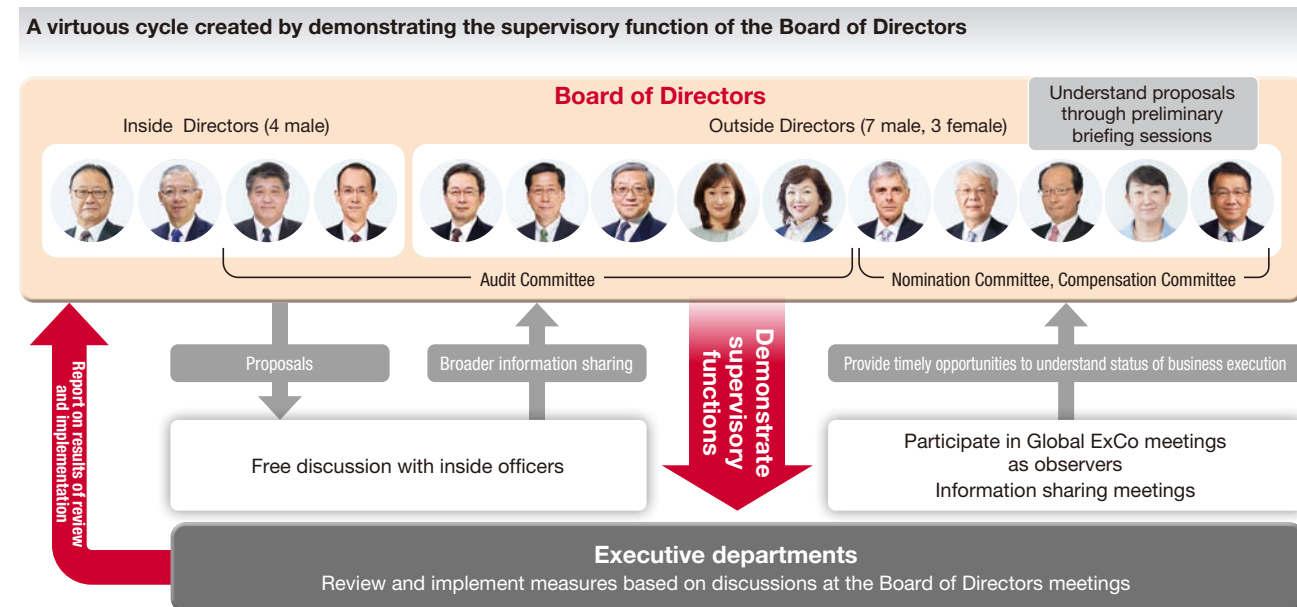 A virtuous cycle created by demonstrating the supervisory function of the Board of Directors
Board of Directors
Understand proposals
through preliminary
briefing sessions
Inside Directors (4 male)
Outside Directors (7 male, 3 female)
Audit Committee
Nomination Committee, Compensation Committee
Report on results of review
and implementation
Proposals
Broader information sharing
Demonstrate
supervisory
functions
Provide timely opportunities to understand status of business execution
Free discussion with inside officers
Participate in Global ExCo meetings
as observers
Information sharing meetings
Executive departments
Review and implement measures based on discussions at the Board of Directors meetings